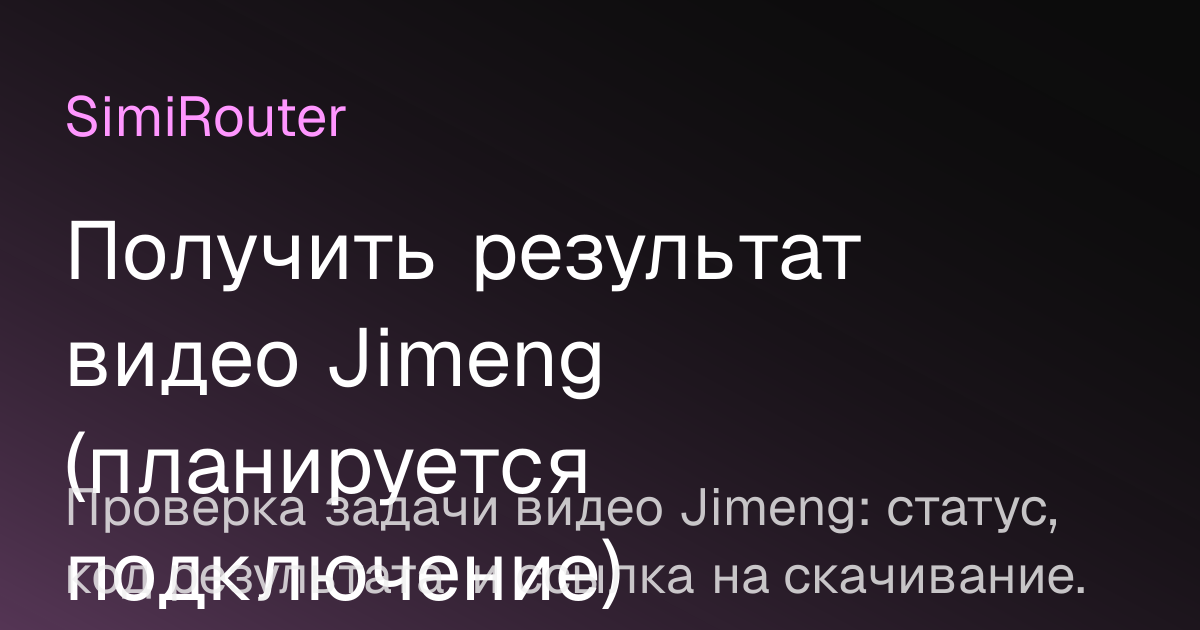 SimiRouter
Получить результат
видео Jimeng
(планируется
Проверка задачи видео Jimeng: статус,
подключение)
код результата и ссылка на скачивание.